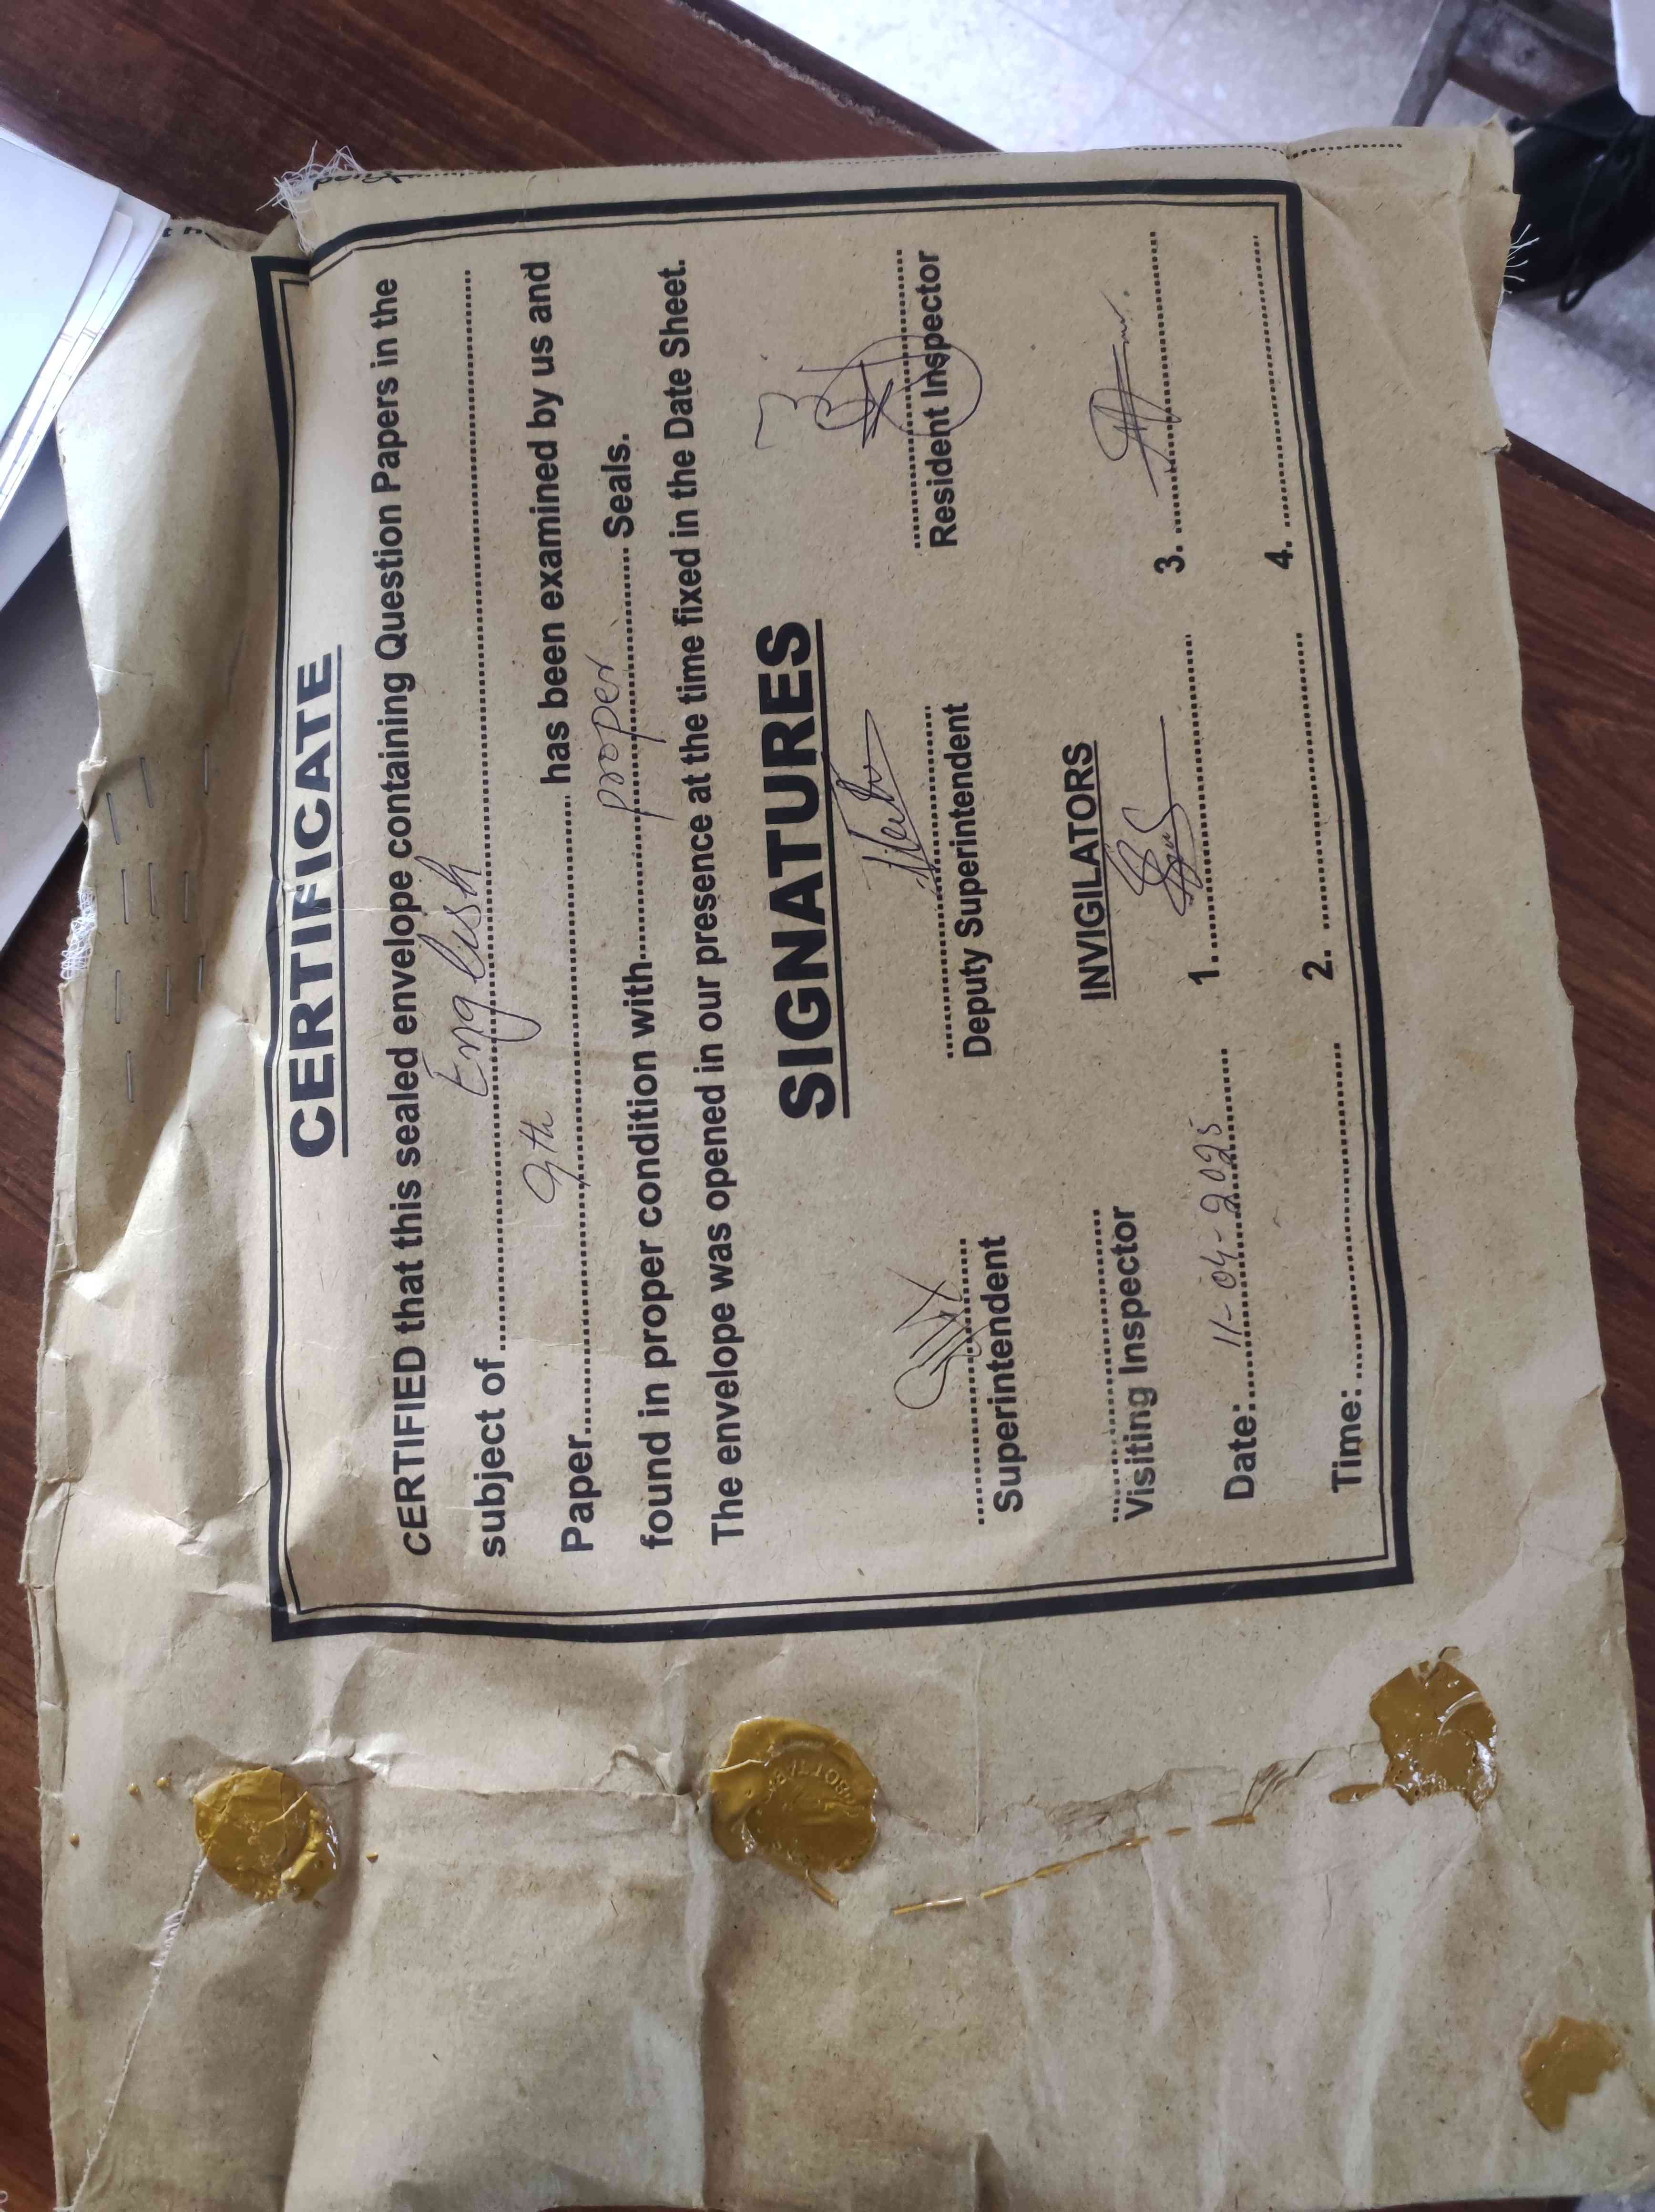 CERTIFICATE
CERTIFIED that this sealed envelope containing Question Papers in the
subject of.......... English ..........
Paper.......... 9th .......... has been examined by us and
found in proper condition with.......... proper .......... Seals.
The envelope was opened in our presence at the time fixed in the Date Sheet.
SIGNATURES
Superintendent Deputy Superintendent Resident Inspector
INVIGILATORS
Visiting Inspector
Date:.......... 11-04-2025 1. .......... 3. ..........
Time: .......... 2. .......... 4. ..........